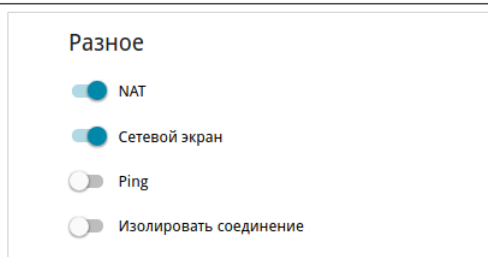 Разное
NAT
Сетевой экран
Ping
Изолировать соединение